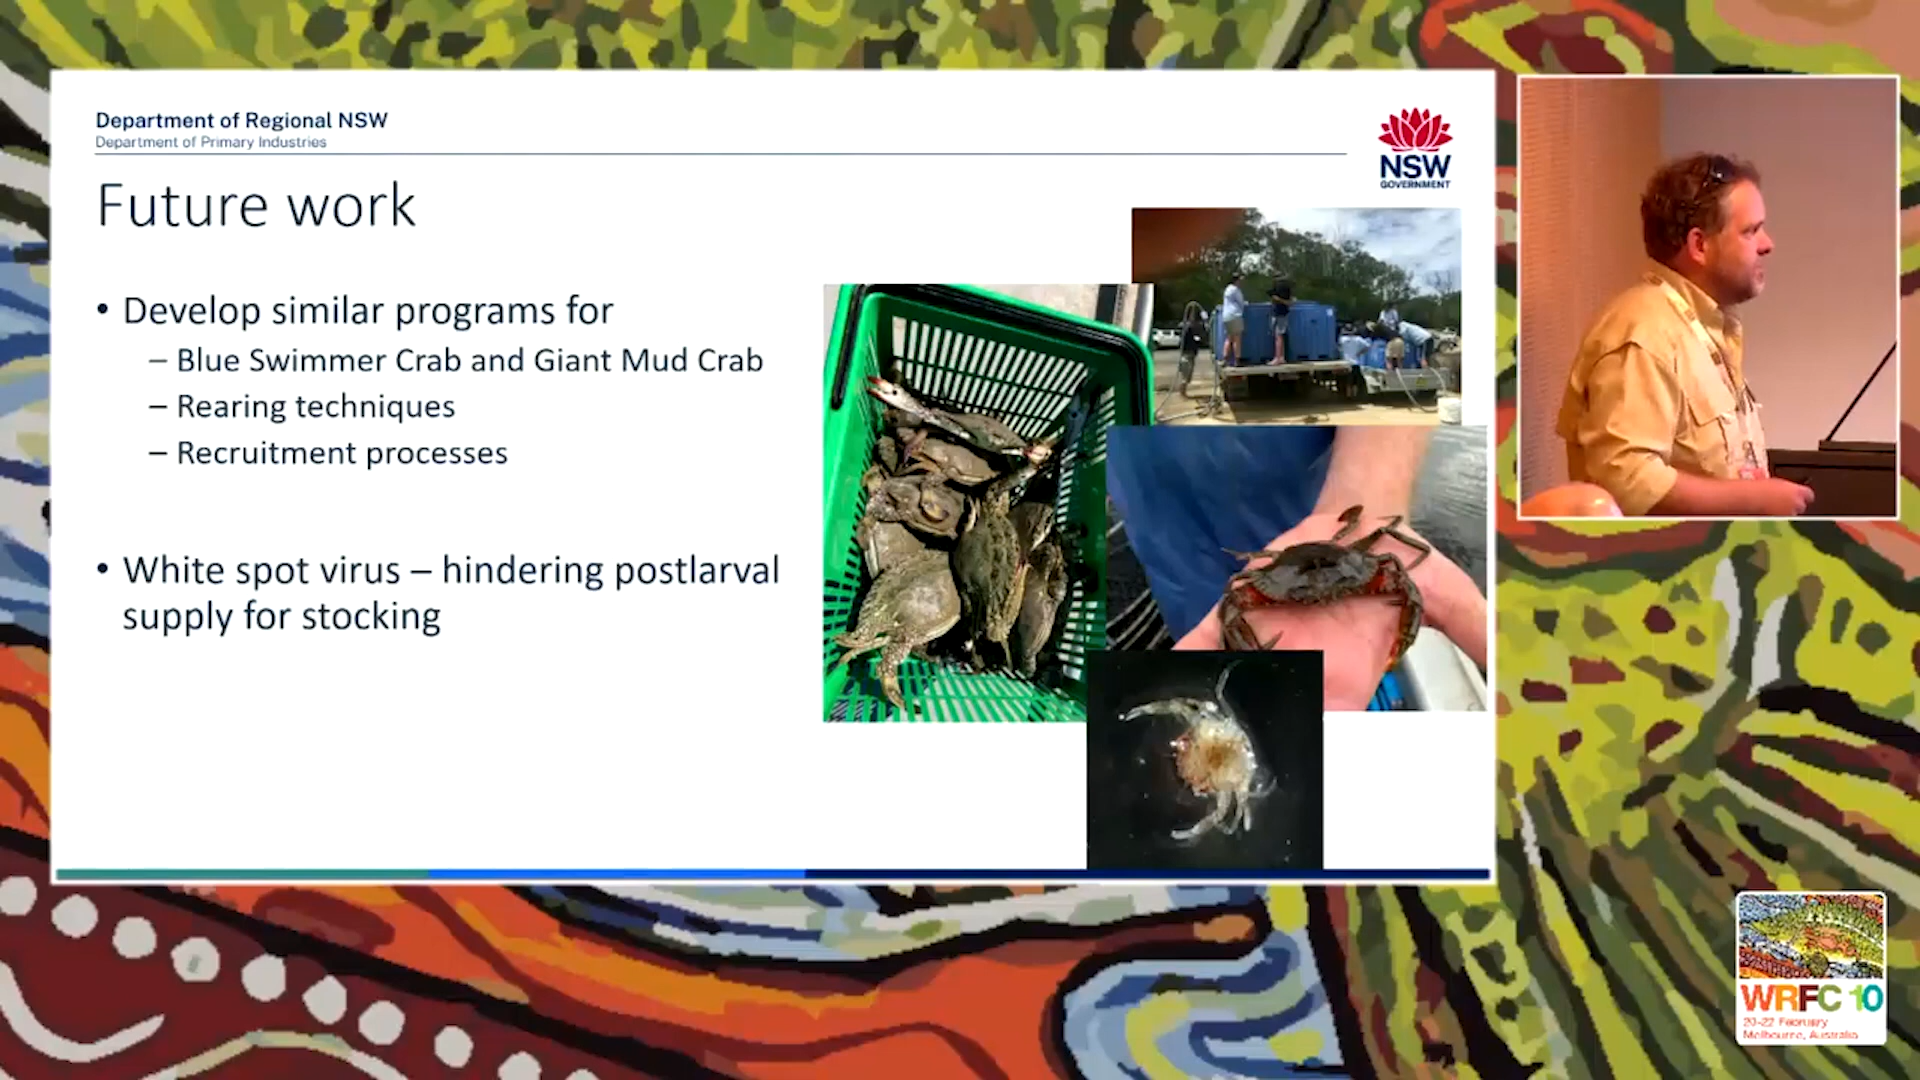 Department of Regional NSW
Department of Primary Industries
NSW
GOVERNMENT
Future work
• Develop similar programs for
– Blue Swimmer Crab and Giant Mud Crab
– Rearing techniques
– Recruitment processes
• White spot virus – hindering postlarval
supply for stocking
WRFC 10
20-22 February
Melbourne, Australia